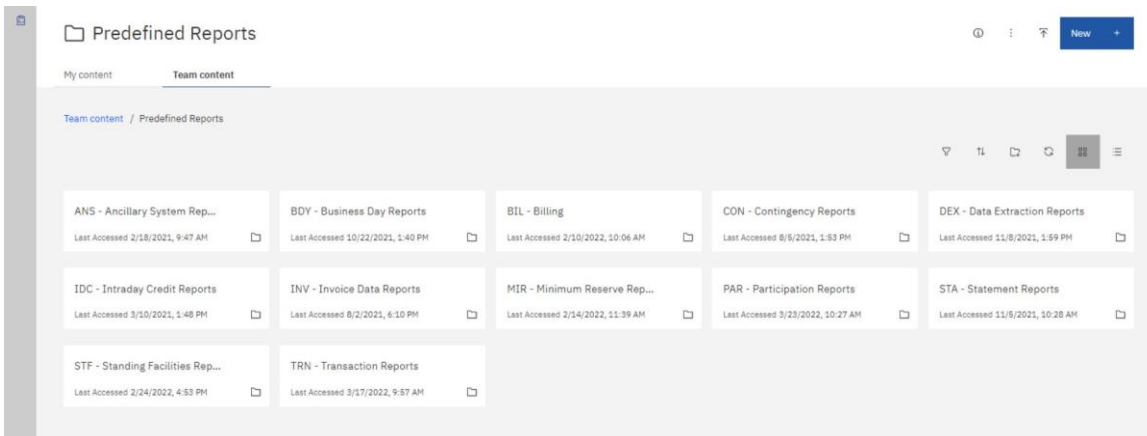 Predefined Reports
New +
My content Team content
Team content / Predefined Reports
ANS - Ancillary System Rep... BDY - Business Day Reports BIL - Billing CON - Contingency Reports DEX - Data Extraction Reports
Last Accessed 2/18/2021, 9:47 AM Last Accessed 10/22/2021, 1:40 PM Last Accessed 2/10/2022, 10:06 AM Last Accessed 8/5/2021, 1:53 PM Last Accessed 11/8/2021, 1:59 PM
IDC - Intraday Credit Reports INV - Invoice Data Reports MIR - Minimum Reserve Rep... PAR - Participation Reports STA - Statement Reports
Last Accessed 3/10/2021, 1:48 PM Last Accessed 8/2/2021, 6:10 PM Last Accessed 2/14/2022, 11:39 AM Last Accessed 3/23/2022, 10:27 AM Last Accessed 11/5/2021, 10:28 AM
STF - Standing Facilities Rep... TRN - Transaction Reports
Last Accessed 2/24/2022, 4:53 PM Last Accessed 3/17/2022, 9:57 AM